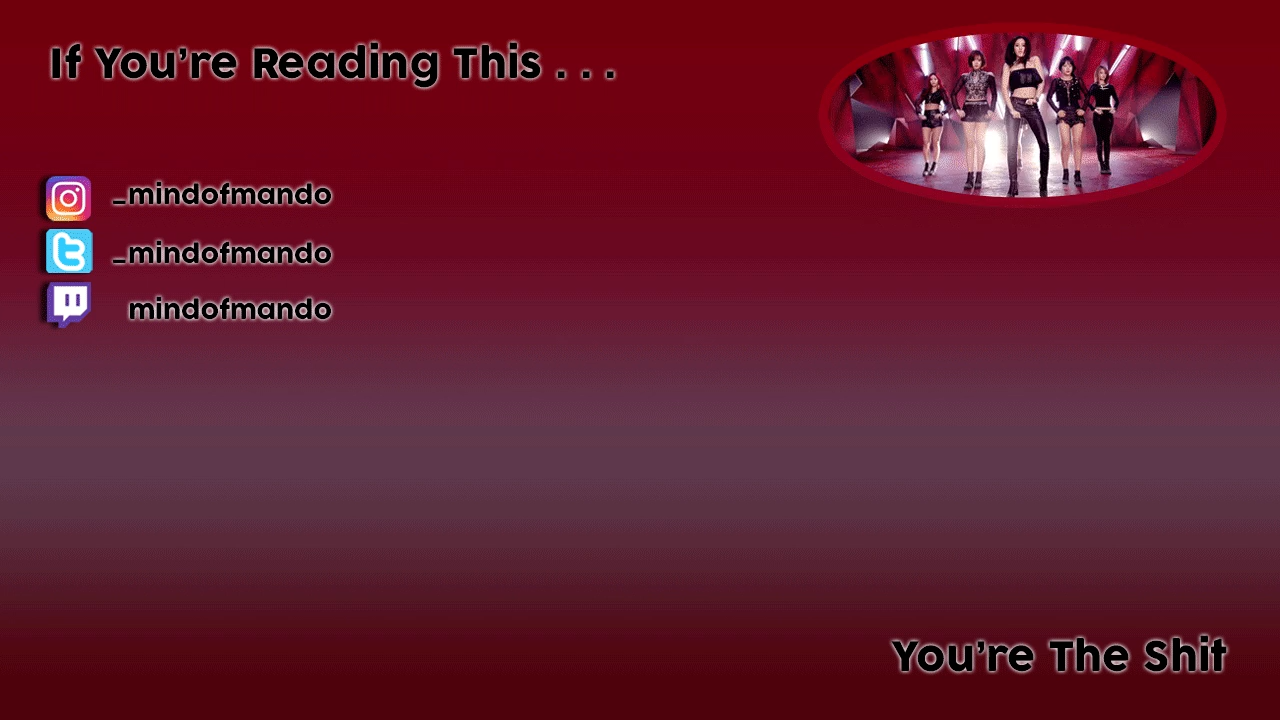 If You're Reading This . . .
_mindofmando
_mindofmando
mindofmando
You're The Shit